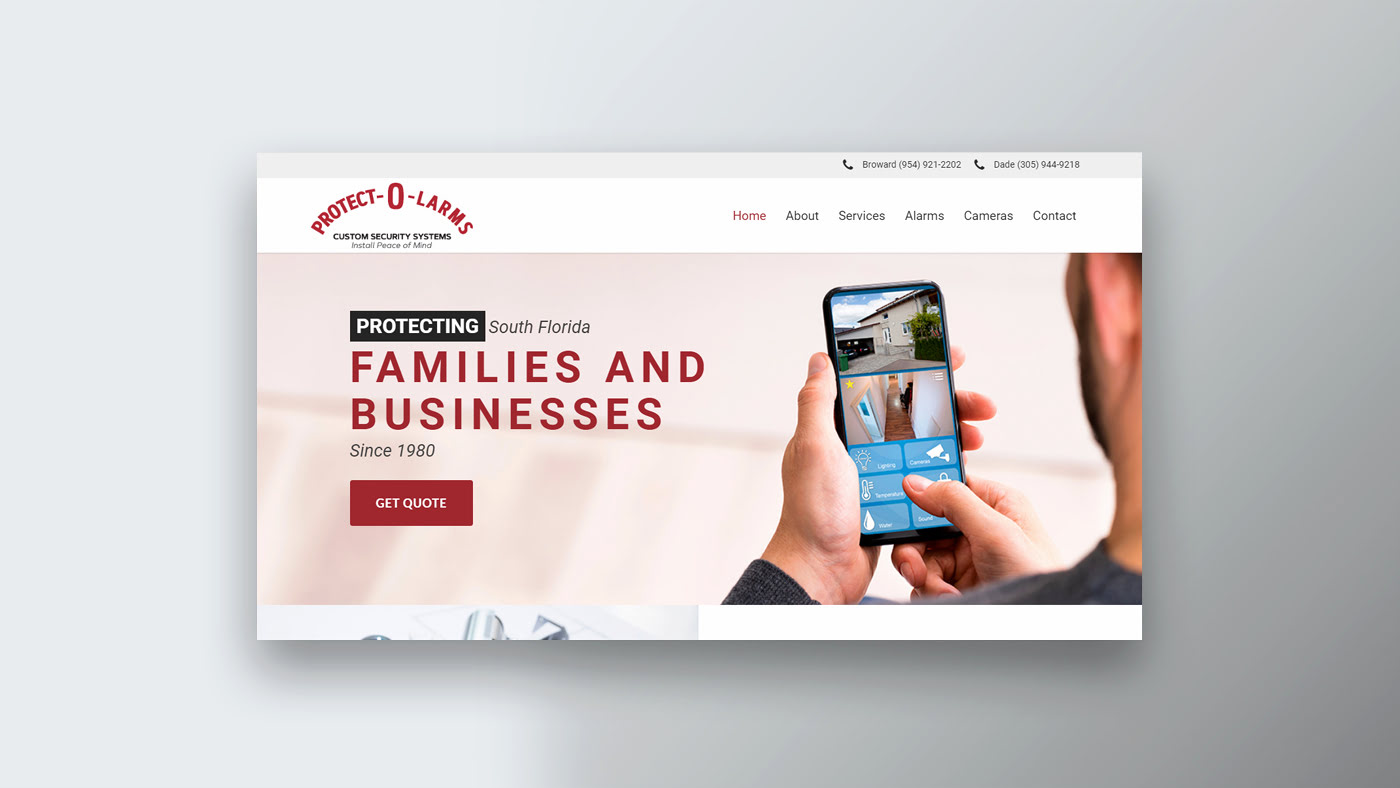 Broward (954) 921-2202 Dade (305) 944-9218
PROTECT-O-LARMS
CUSTOM SECURITY SYSTEMS
Install Peace of Mind
Home About Services Alarms Cameras Contact
PROTECTING South Florida
FAMILIES AND
BUSINESSES
Since 1980
GET QUOTE
Lighting Cameras
Temperature
Water Sound